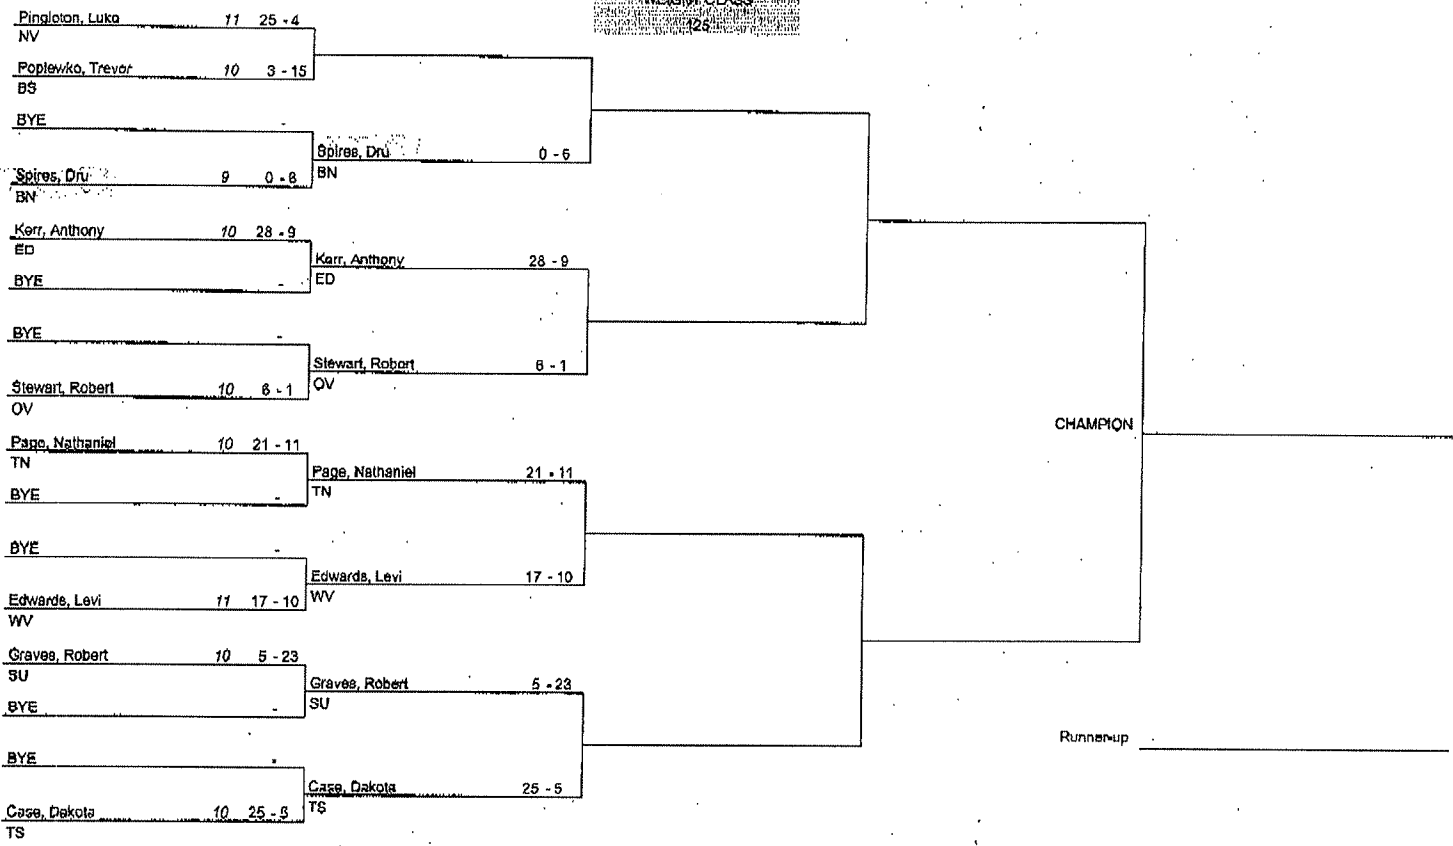 WEIGHT CLASS
125
Pingleton, Luke 11 25 - 4
NV
Poplewko, Trevor 10 3 - 15
BS
BYE -
Spires, Dru 9 0 - 6
BN
Spires, Dru 0 - 6
BN
Kerr, Anthony 10 28 - 9
ED
BYE -
Kerr, Anthony 28 - 9
ED
BYE -
Stewart, Robert 10 6 - 1
OV
Stewart, Robert 6 - 1
OV
Page, Nathaniel 10 21 - 11
TN
BYE -
Page, Nathaniel 21 - 11
TN
BYE -
Edwards, Levi 11 17 - 10
WV
Edwards, Levi 17 - 10
WV
Graves, Robert 10 5 - 23
SU
BYE -
Graves, Robert 5 - 23
SU
BYE -
Case, Dakota 10 25 - 5
TS
Case, Dakota 25 - 5
TS
CHAMPION
Runner-up